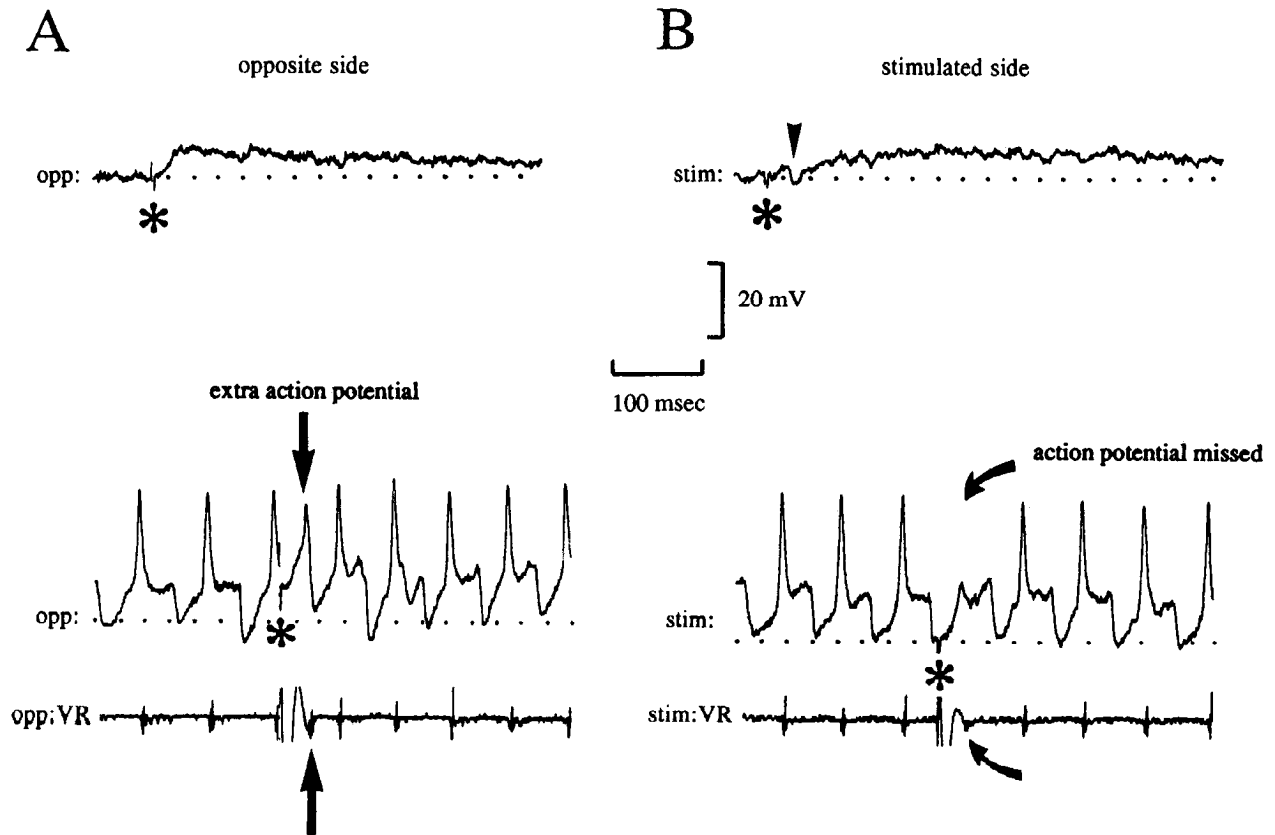 A
B
opposite side
stimulated side
opp:
stim:
*
*
20 mV
100 msec
extra action potential
action potential missed
opp:
stim:
*
*
opp:VR
stim:VR